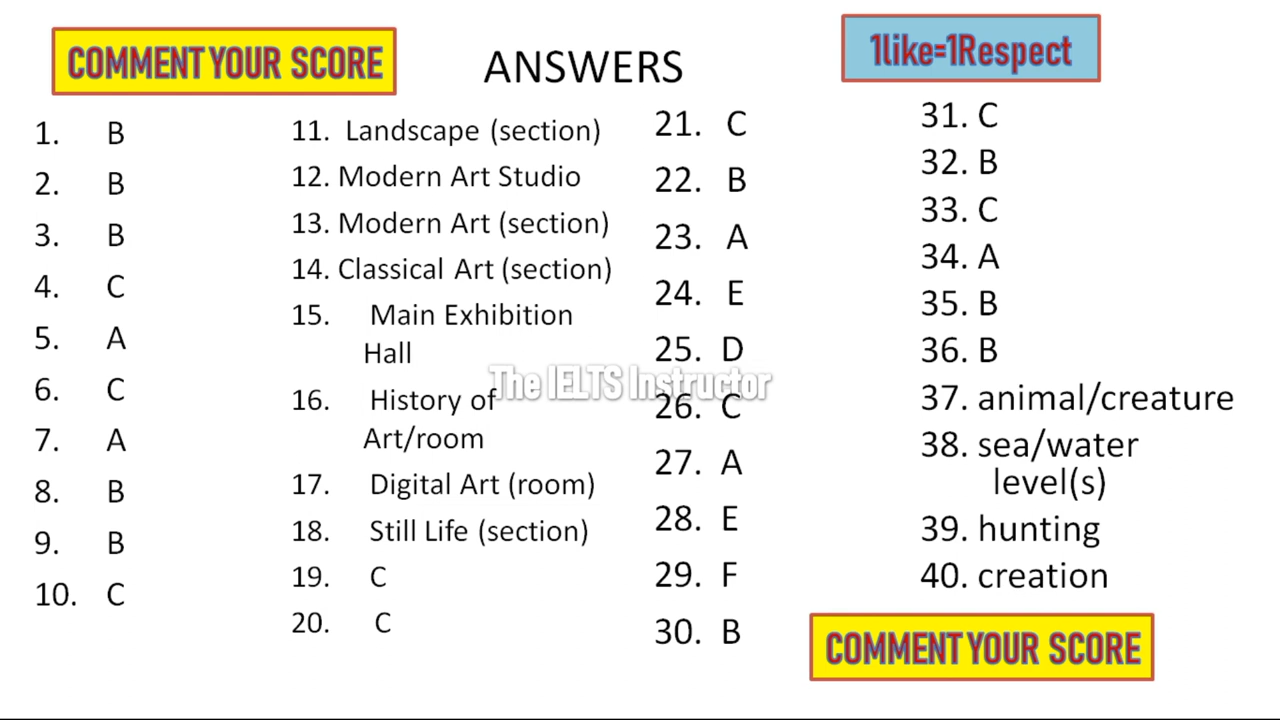 COMMENT YOUR SCORE
ANSWERS
1like=1Respect
1. B
2. B
3. B
4. C
5. A
6. C
7. A
8. B
9. B
10. C
11. Landscape (section)
12. Modern Art Studio
13. Modern Art (section)
14. Classical Art (section)
15. Main Exhibition
Hall
16. History of
Art/room
17. Digital Art (room)
18. Still Life (section)
19. C
20. C
The IELTS Instructor
21. C
22. B
23. A
24. E
25. D
26. C
27. A
28. E
29. F
30. B
31. C
32. B
33. C
34. A
35. B
36. B
37. animal/creature
38. sea/water
level(s)
39. hunting
40. creation
COMMENT YOUR SCORE